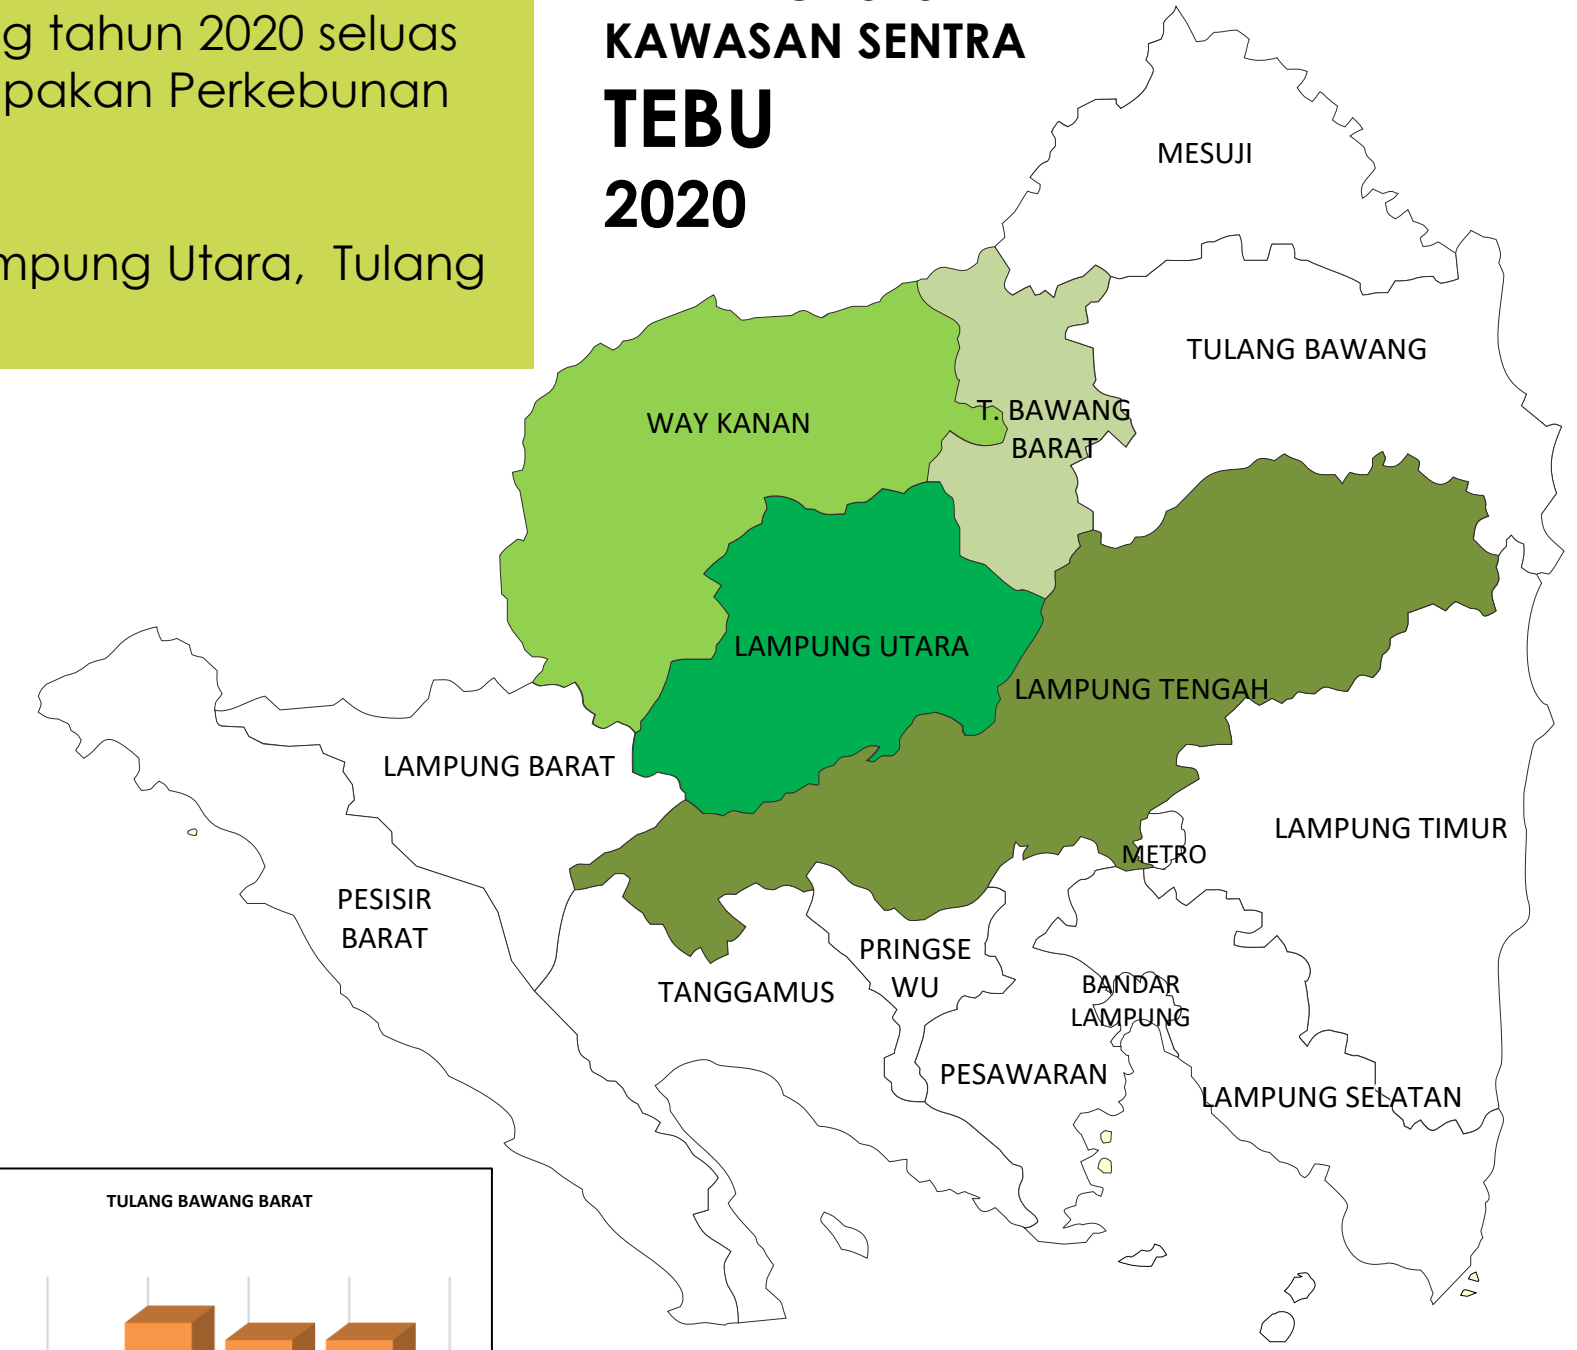 g tahun 2020 seluas
pakan Perkebunan
mpung Utara, Tulang
KAWASAN SENTRA
TEBU
2020
MESUJI
TULANG BAWANG
T. BAWANG
BARAT
WAY KANAN
LAMPUNG UTARA
LAMPUNG TENGAH
LAMPUNG BARAT
LAMPUNG TIMUR
METRO
PESISIR
BARAT
PRINGSE
WU
TANGGAMUS
BANDAR
LAMPUNG
PESAWARAN
LAMPUNG SELATAN
TULANG BAWANG BARAT